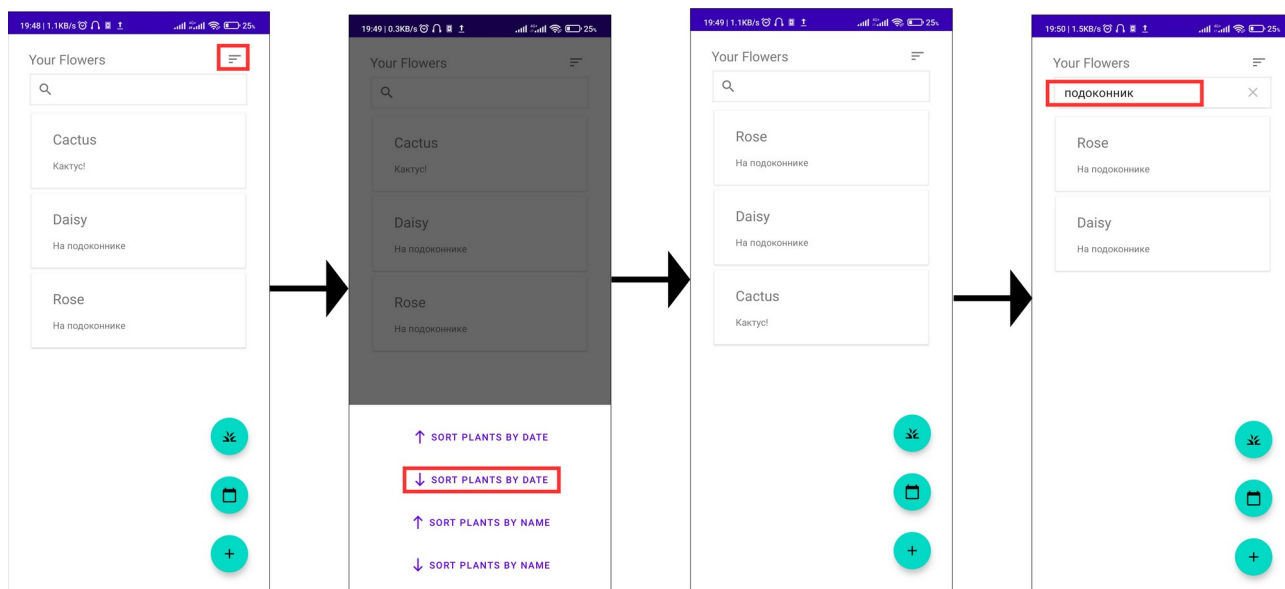 19:48 | 1.1KB/s
25%
Your Flowers
Cactus
Кактус!
Daisy
На подоконнике
Rose
На подоконнике
19:49 | 0.3KB/s
25%
Your Flowers
Cactus
Кактус!
Daisy
На подоконнике
Rose
На подоконнике
SORT PLANTS BY DATE
SORT PLANTS BY DATE
SORT PLANTS BY NAME
SORT PLANTS BY NAME
19:49 | 1.1KB/s
25%
Your Flowers
Rose
На подоконнике
Daisy
На подоконнике
Cactus
Кактус!
19:50 | 1.5KB/s
25%
Your Flowers
подоконник
Rose
На подоконнике
Daisy
На подоконнике